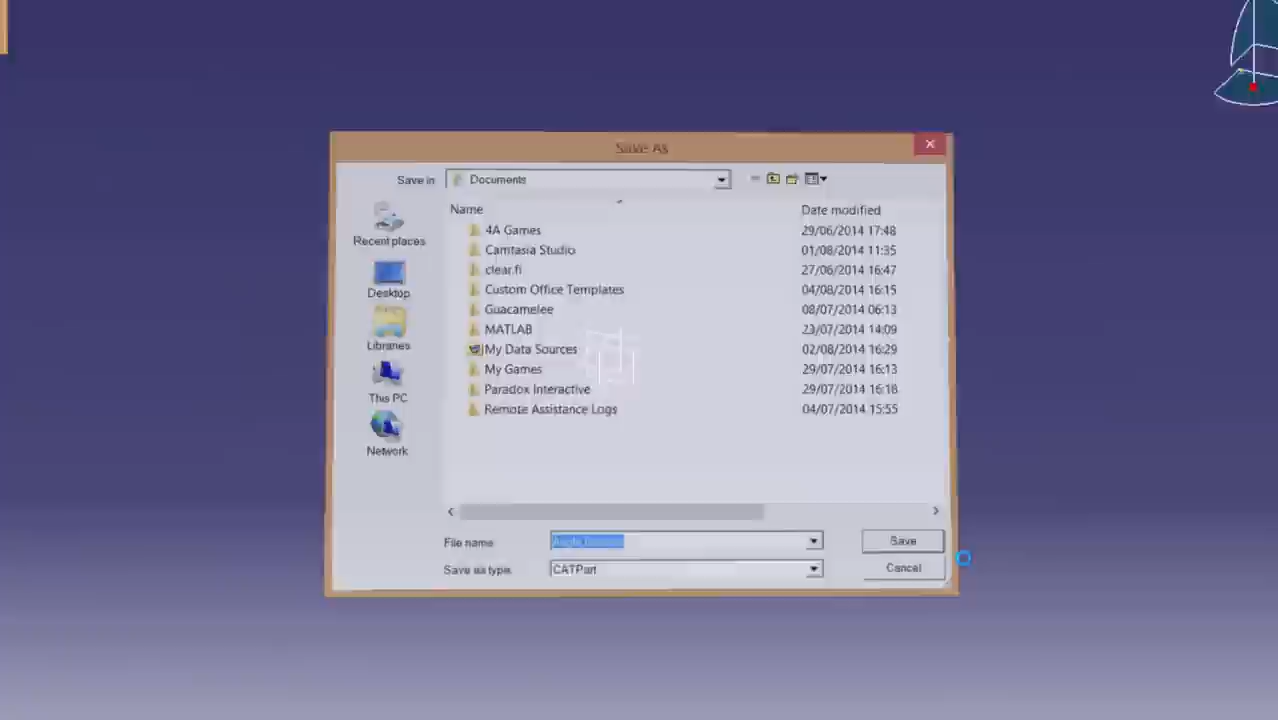 Save As
Save in
Documents
Name
Date modified
Recent places
Desktop
Libraries
This PC
Network
4A Games 29/06/2014 17:48
Camtasia Studio 01/08/2014 11:35
clear.fi 27/06/2014 16:47
Custom Office Templates 04/08/2014 16:15
Guacamelee 08/07/2014 06:13
MATLAB 23/07/2014 14:09
My Data Sources 02/08/2014 16:29
My Games 29/07/2014 16:13
Paradox Interactive 29/07/2014 16:18
Remote Assistance Logs 04/07/2014 15:55
File name
Save
Save as type
CATPart
Cancel